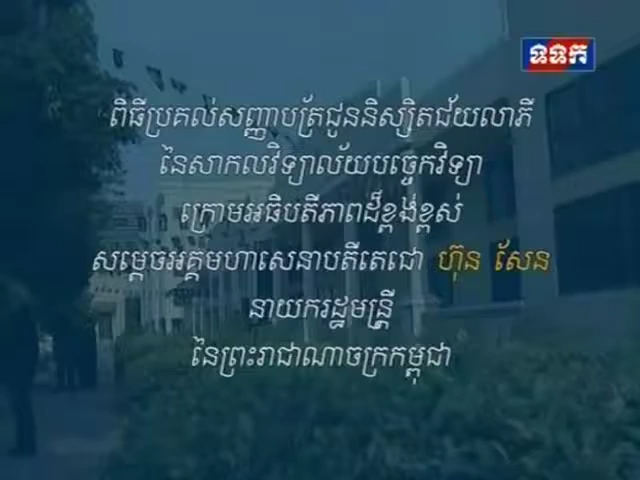 ទទក
ពិធីប្រគល់សញ្ញាបត្រជូននិស្សិតជ័យលាភី
នៃសាកលវិទ្យាល័យបច្ចេកវិទ្យា
ក្រោមអធិបតីភាពដ៏ខ្ពង់ខ្ពស់
សម្ដេចអគ្គមហាសេនាបតីតេជោ ហ៊ុន សែន
នាយករដ្ឋមន្ត្រី
នៃព្រះរាជាណាចក្រកម្ពុជា